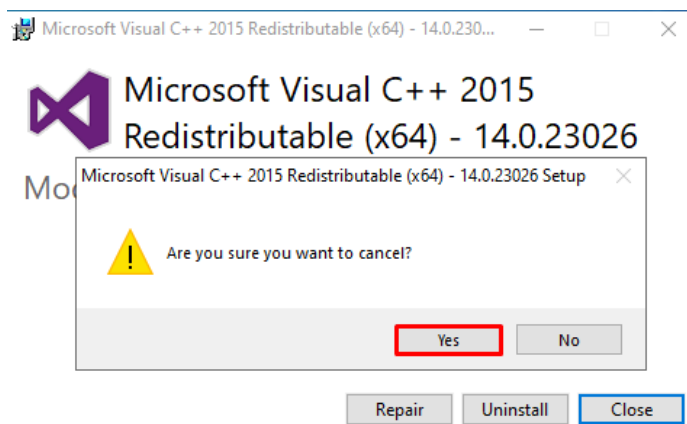 Microsoft Visual C++ 2015 Redistributable (x64) - 14.0.230...
Microsoft Visual C++ 2015
Redistributable (x64) - 14.0.23026
Microsoft Visual C++ 2015 Redistributable (x64) - 14.0.23026 Setup
Are you sure you want to cancel?
Yes No
Repair Uninstall Close